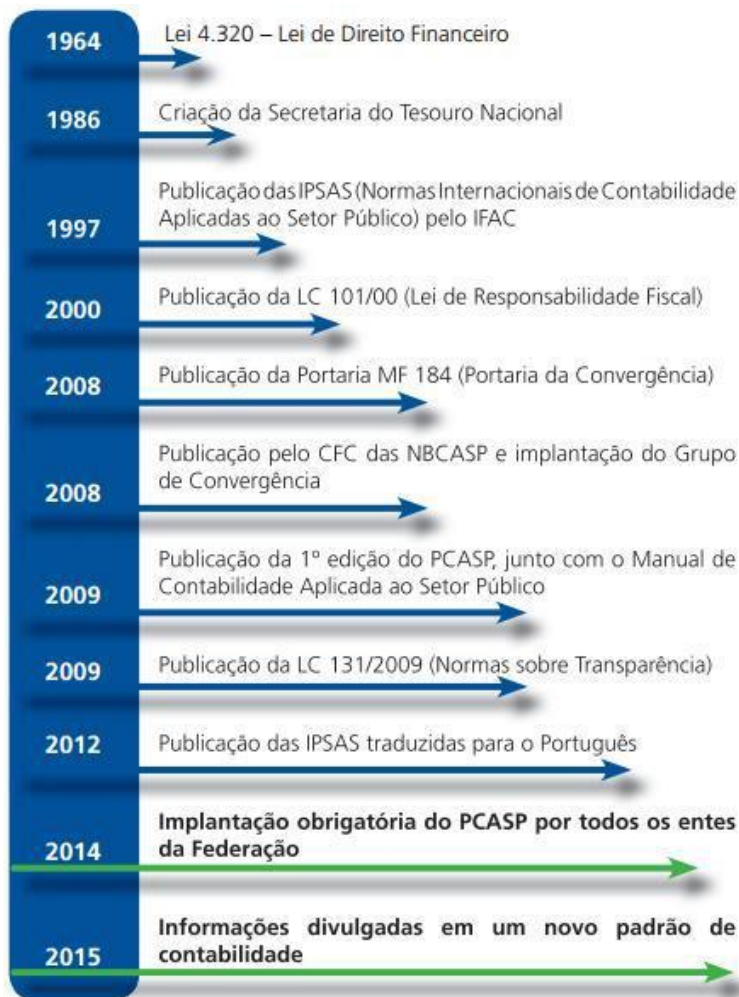 1964
Lei 4.320 – Lei de Direito Financeiro
1986
Criação da Secretaria do Tesouro Nacional
1997
Publicação das IPSAS (Normas Internacionais de Contabilidade
Aplicadas ao Setor Público) pelo IFAC
2000
Publicação da LC 101/00 (Lei de Responsabilidade Fiscal)
2008
Publicação da Portaria MF 184 (Portaria da Convergência)
2008
Publicação pelo CFC das NBCASP e implantação do Grupo
de Convergência
2009
Publicação da 1º edição do PCASP, junto com o Manual de
Contabilidade Aplicada ao Setor Público
2009
Publicação da LC 131/2009 (Normas sobre Transparência)
2012
Publicação das IPSAS traduzidas para o Português
2014
Implantação obrigatória do PCASP por todos os entes
da Federação
2015
Informações divulgadas em um novo padrão de
contabilidade